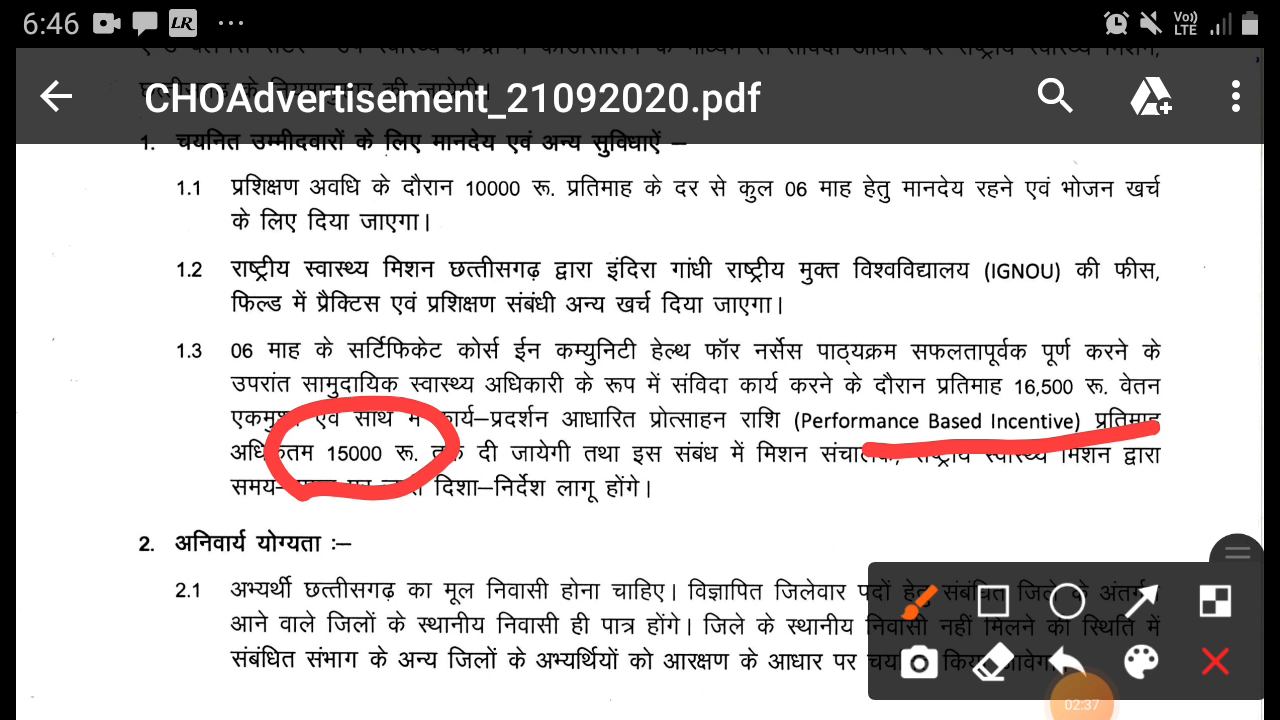 6:46 LR ... Vo)) LTE
CHOAdvertisement_21092020.pdf
1. चयनित उम्मीदवारों के लिए मानदेय एवं अन्य सुविधाऐं :–
1.1 प्रशिक्षण अवधि के दौरान 10000 रू. प्रतिमाह के दर से कुल 06 माह हेतु मानदेय रहने एवं भोजन खर्च
के लिए दिया जाएगा।
1.2 राष्ट्रीय स्वास्थ्य मिशन छत्तीसगढ़ द्वारा इंदिरा गांधी राष्ट्रीय मुक्त विश्वविद्यालय (IGNOU) की फीस,
फिल्ड में प्रैक्टिस एवं प्रशिक्षण संबंधी अन्य खर्च दिया जाएगा।
1.3 06 माह के सर्टिफिकेट कोर्स ईन कम्युनिटी हेल्थ फॉर नर्सेस पाठ्यक्रम सफलतापूर्वक पूर्ण करने के
उपरांत सामुदायिक स्वास्थ्य अधिकारी के रूप में संविदा कार्य करने के दौरान प्रतिमाह 16,500 रू. वेतन
एवं साथ में कार्य–प्रदर्शन आधारित प्रोत्साहन राशि (Performance Based Incentive) प्रतिमाह
अधिकतम 15000 रू. तक दी जायेगी तथा इस संबंध में मिशन संचालक, राष्ट्रीय स्वास्थ्य मिशन द्वारा
दिशा–निर्देश लागू होंगे।
2. अनिवार्य योग्यता :–
2.1 अभ्यर्थी छत्तीसगढ़ का मूल निवासी होना चाहिए। विज्ञापित जिलेवार पदों हेतु संबंधित जिले के अंतर्गत
आने वाले जिलों के स्थानीय निवासी ही पात्र होंगे। जिले के स्थानीय निवासी नहीं मिलने की स्थिति में
संबंधित संभाग के अन्य जिलों के अभ्यर्थियों को आरक्षण के आधार पर चयन किया जावेगा।
02:37